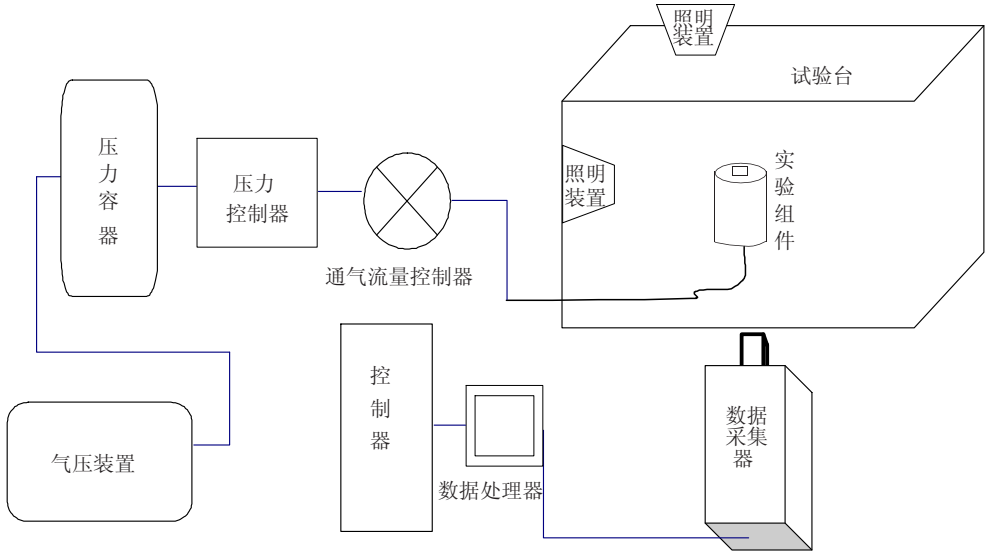 照明
装置
试验台
压
力
容
器
压力
控制器
照明
装置
实
验
组
件
通气流量控制器
控
制
器
数据
采集
器
气压装置
数据处理器